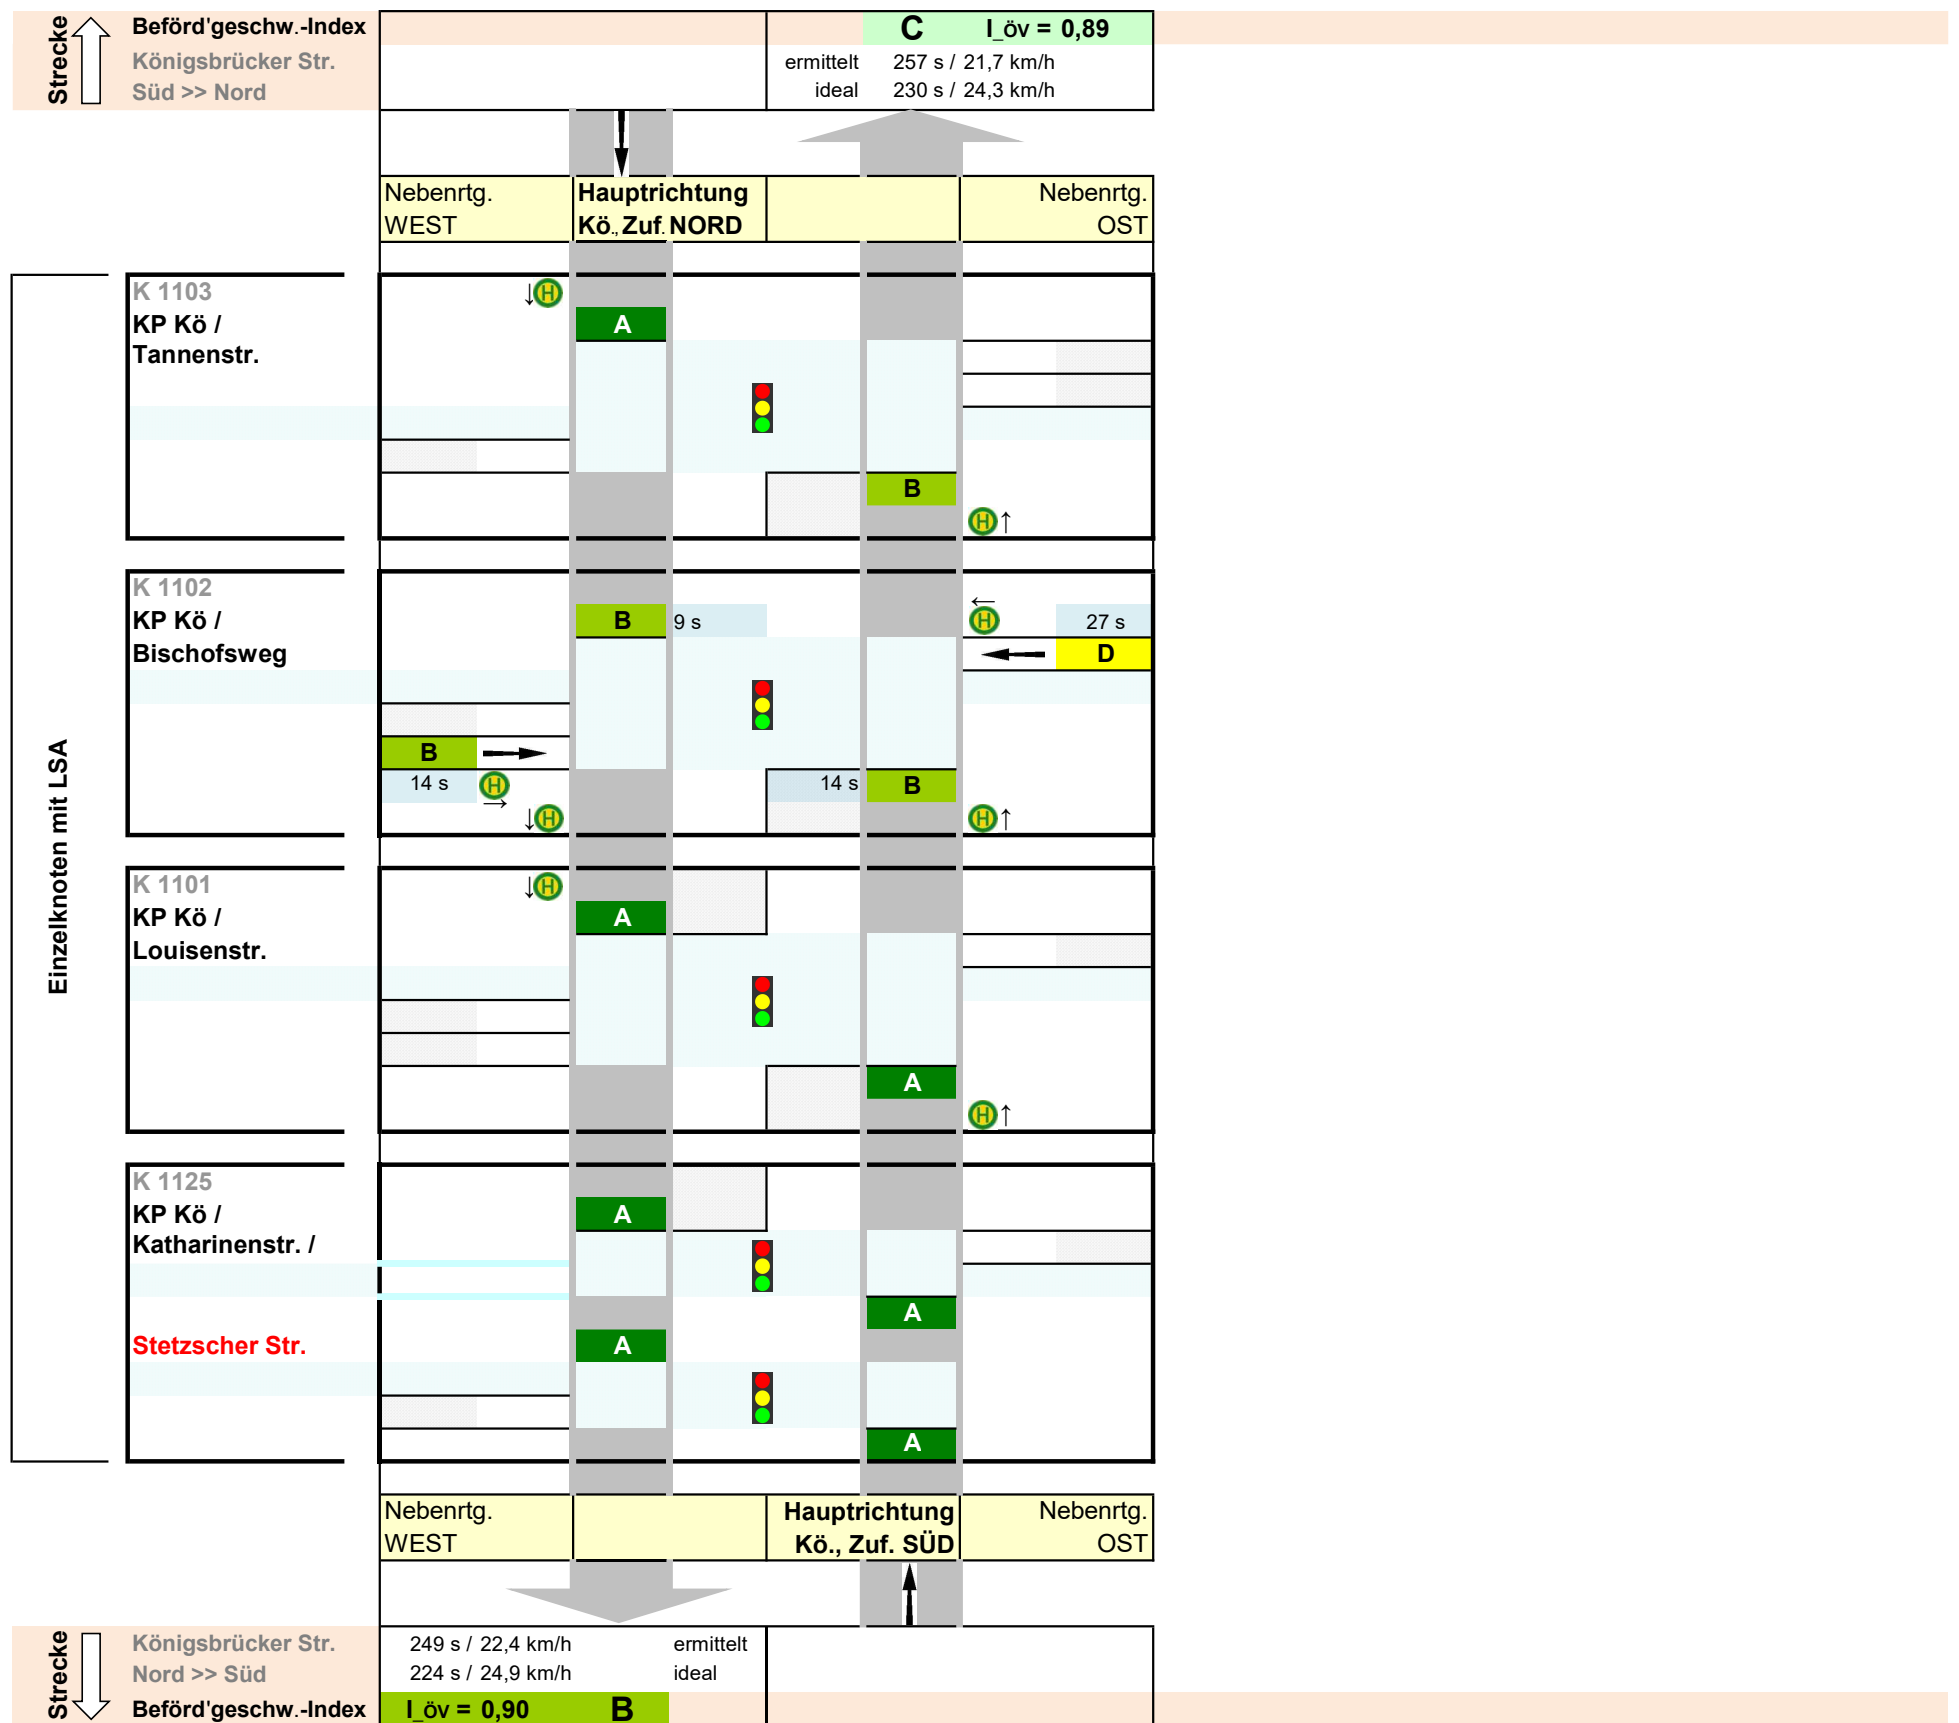 Strecke
Beförd'geschw.-Index
C I_öv = 0,89
Königsbrücker Str.
ermittelt 257 s / 21,7 km/h
Süd >> Nord
ideal 230 s / 24,3 km/h
Nebenrtg. Hauptrichtung Nebenrtg.
WEST Kö., Zuf. NORD OST
Einzelknoten mit LSA
K 1103
↓H
KP Kö /
A
Tannenstr.
B
H↑
K 1102
←
KP Kö /
B 9 s H 27 s
Bischofsweg
D
B
14 s H 14 s B
→
↓H H↑
K 1101
↓H
KP Kö /
A
Louisenstr.
A
H↑
K 1125
KP Kö /
A
Katharinenstr. /
A
Stetzscher Str.
A
A
Nebenrtg. Hauptrichtung Nebenrtg.
WEST Kö., Zuf. SÜD OST
Strecke
Königsbrücker Str.
249 s / 22,4 km/h ermittelt
Nord >> Süd
224 s / 24,9 km/h ideal
Beförd'geschw.-Index
I_öv = 0,90 B